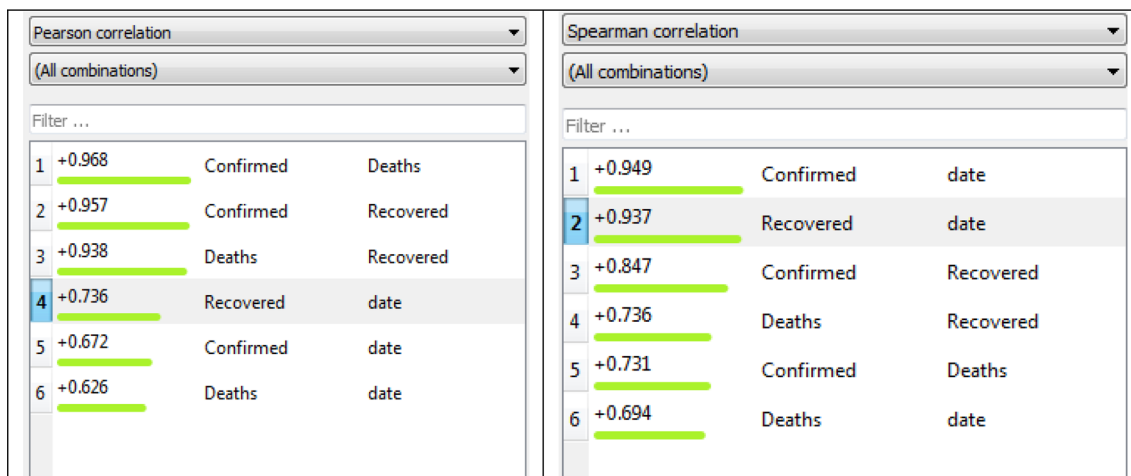 Pearson correlation
(All combinations)
Filter ...
1 +0.968 Confirmed Deaths
2 +0.957 Confirmed Recovered
3 +0.938 Deaths Recovered
4 +0.736 Recovered date
5 +0.672 Confirmed date
6 +0.626 Deaths date
Spearman correlation
(All combinations)
Filter ...
1 +0.949 Confirmed date
2 +0.937 Recovered date
3 +0.847 Confirmed Recovered
4 +0.736 Deaths Recovered
5 +0.731 Confirmed Deaths
6 +0.694 Deaths date